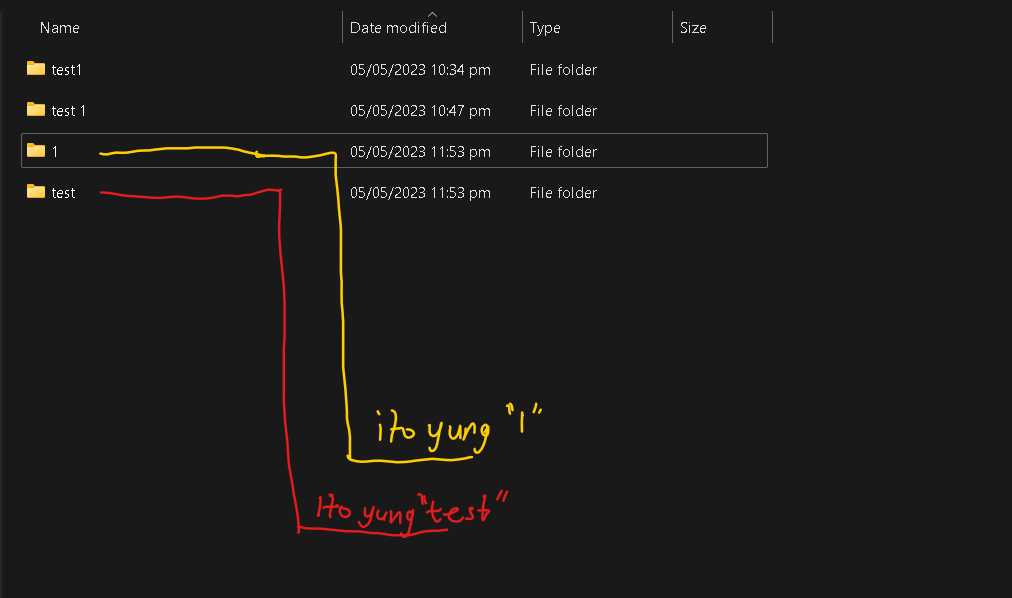 Name Date modified Type Size
test1 05/05/2023 10:34 pm File folder
test 1 05/05/2023 10:47 pm File folder
1 05/05/2023 11:53 pm File folder
test 05/05/2023 11:53 pm File folder
ito yung "1"
Ito yung "test"